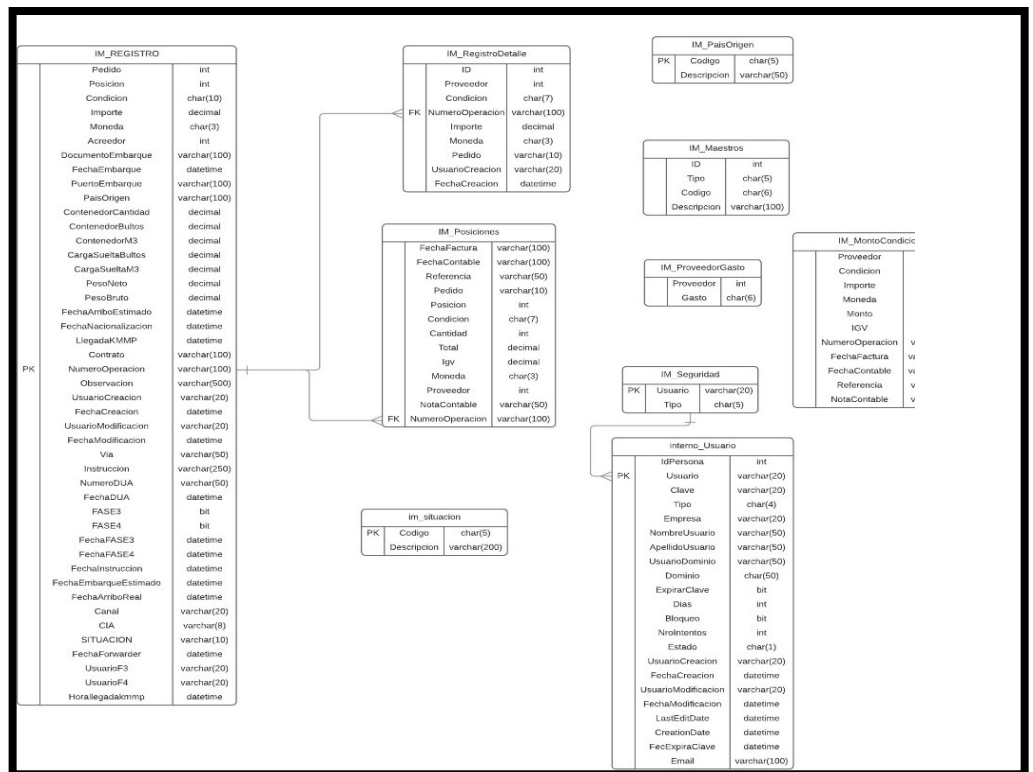 IM_REGISTRO
Pedido int
Posicion int
Condicion char(10)
Importe decimal
Moneda char(3)
Acreedor int
DocumentoEmbarque varchar(100)
FechaEmbarque datetime
PuertoEmbarque varchar(100)
PaisOrigen varchar(100)
ContenedorCantidad decimal
ContenedorBultos decimal
ContenedorM3 decimal
CargaSueltaBultos decimal
CargaSueltaM3 decimal
PesoNeto decimal
PesoBruto decimal
FechaArriboEstimado datetime
FechaNacionalizacion datetime
LlegadaKMMP datetime
Contrato varchar(100)
PK NumeroOperacion varchar(100)
Observacion varchar(500)
UsuarioCreacion varchar(20)
FechaCreacion datetime
UsuarioModificacion varchar(20)
FechaModificacion datetime
Via varchar(50)
Instruccion varchar(250)
NumeroDUA varchar(50)
FechaDUA datetime
FASE3 bit
FASE4 bit
FechaFASE3 datetime
FechaFASE4 datetime
FechaInstruccion datetime
FechaEmbarqueEstimado datetime
FechaArriboReal datetime
Canal varchar(20)
CIA varchar(8)
SITUACION varchar(10)
FechaForwarder datetime
UsuarioF3 varchar(20)
UsuarioF4 varchar(20)
Horallegadakmmp datetime
IM_RegistroDetalle
ID int
Proveedor int
Condicion char(7)
FK NumeroOperacion varchar(100)
Importe decimal
Moneda char(3)
Pedido varchar(10)
UsuarioCreacion varchar(20)
FechaCreacion datetime
IM_Posiciones
FechaFactura varchar(100)
FechaContable varchar(100)
Referencia varchar(50)
Pedido varchar(10)
Posicion int
Condicion char(7)
Cantidad int
Total decimal
Igv decimal
Moneda char(3)
Proveedor int
NotaContable varchar(50)
FK NumeroOperacion varchar(100)
im_situacion
PK Codigo char(5)
Descripcion varchar(200)
IM_PaisOrigen
PK Codigo char(5)
Descripcion varchar(50)
IM_Maestros
ID int
Tipo char(5)
Codigo char(6)
Descripcion varchar(100)
IM_ProveedorGasto
Proveedor int
Gasto char(6)
IM_Seguridad
PK Usuario varchar(20)
Tipo char(5)
interno_Usuario
IdPersona int
PK Usuario varchar(20)
Clave varchar(20)
Tipo char(4)
Empresa varchar(20)
NombreUsuario varchar(50)
ApellidoUsuario varchar(50)
UsuarioDominio varchar(50)
Dominio char(50)
ExpirarClave bit
Dias int
Bloqueo bit
NroIntentos int
Estado char(1)
UsuarioCreacion varchar(20)
FechaCreacion datetime
UsuarioModificacion varchar(20)
FechaModificacion datetime
LastEditDate datetime
CreationDate datetime
FecExpiraClave datetime
Email varchar(100)
IM_MontoCondicio
Proveedor
Condicion
Importe
Moneda
Monto
IGV
NumeroOperacion
FechaFactura
FechaContable
Referencia
NotaContable